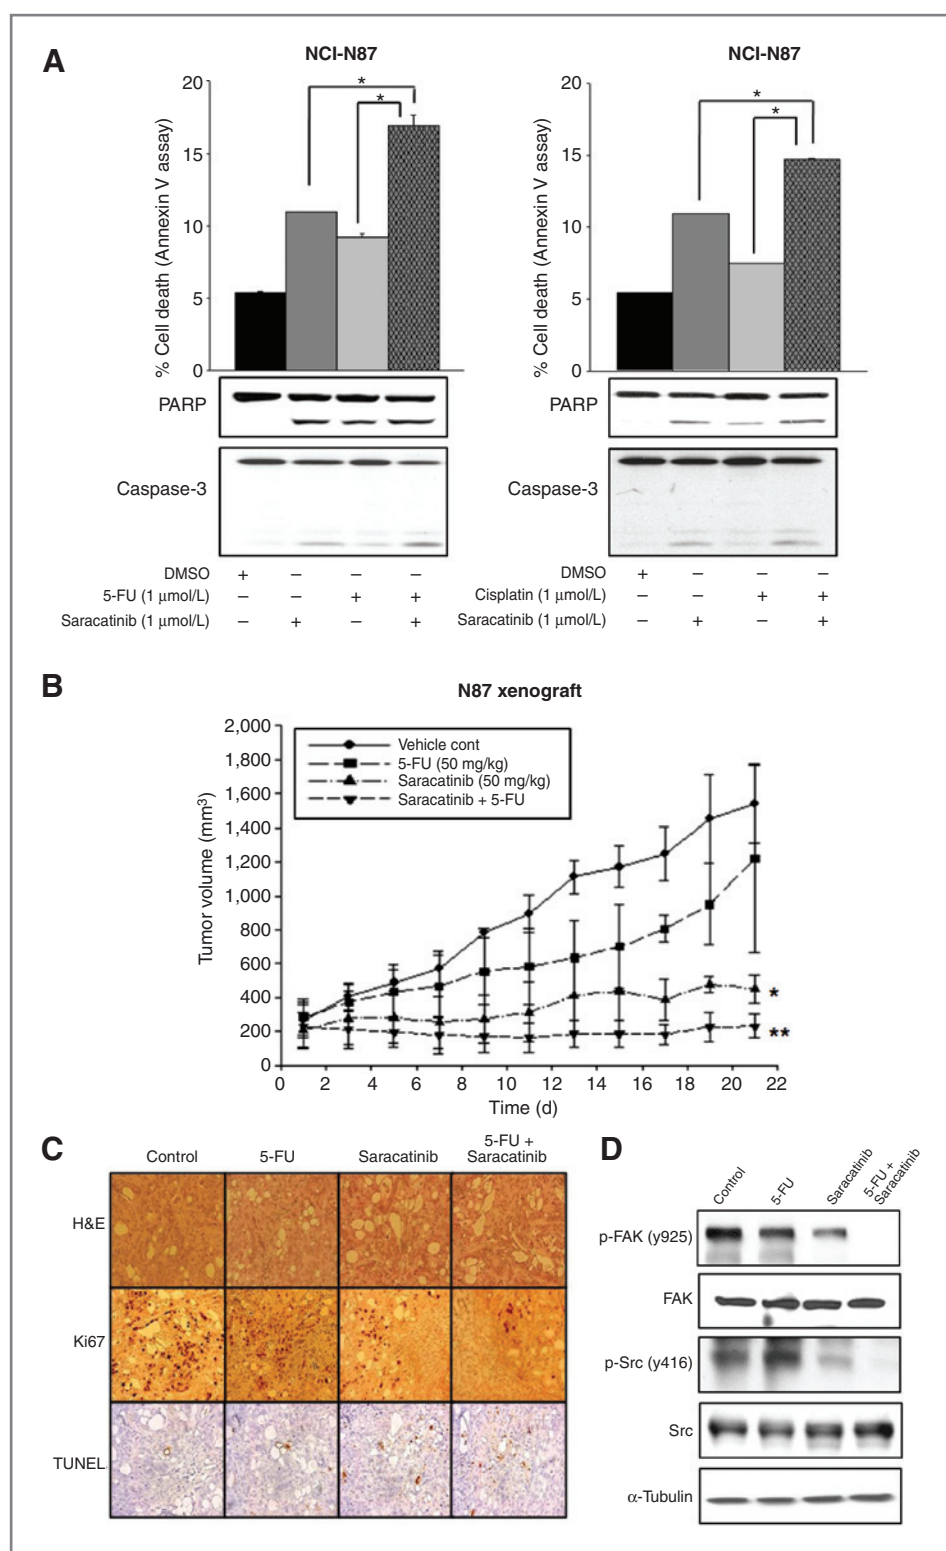 A
NCI-N87
% Cell death (Annexin V assay)
20
15
10
5
0
*
*
PARP
Caspase-3
DMSO + – – –
5-FU (1 μmol/L) – – + +
Saracatinib (1 μmol/L) – + – +
NCI-N87
% Cell death (Annexin V assay)
20
15
10
5
0
*
*
PARP
Caspase-3
DMSO + – – –
Cisplatin (1 μmol/L) – – + +
Saracatinib (1 μmol/L) – + – +
B
N87 xenograft
Tumor volume (mm³)
2,000
1,800
1,600
1,400
1,200
1,000
800
600
400
200
0
Vehicle cont
5-FU (50 mg/kg)
Saracatinib (50 mg/kg)
Saracatinib + 5-FU
*
**
0 2 4 6 8 10 12 14 16 18 20 22
Time (d)
C
Control 5-FU Saracatinib 5-FU +
Saracatinib
H&E
Ki67
TUNEL
D
Control
5-FU
Saracatinib
5-FU +
Saracatinib
p-FAK (y925)
FAK
p-Src (y416)
Src
α-Tubulin